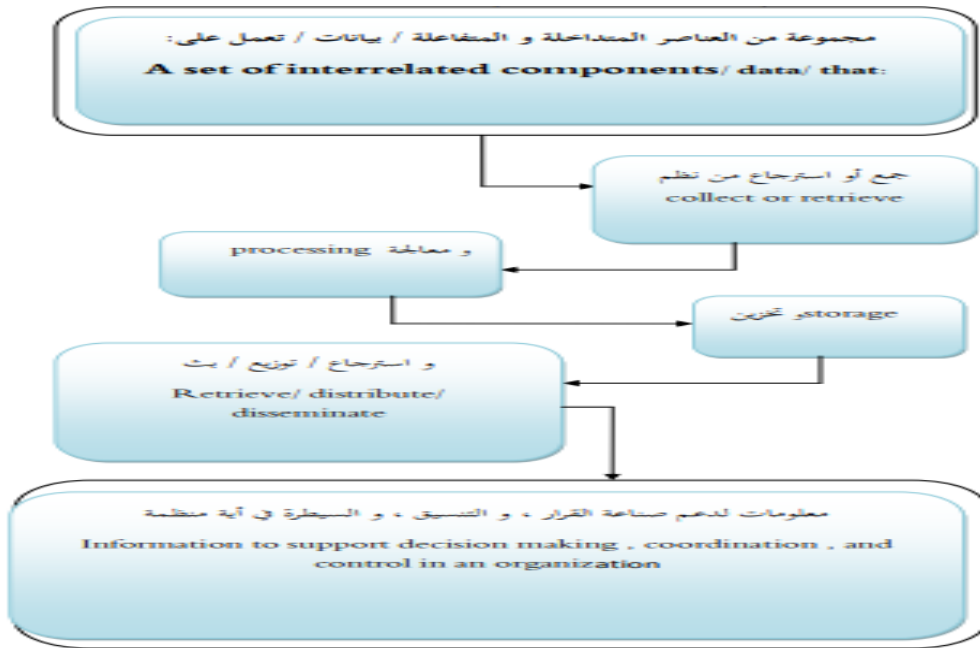 مجموعة من العناصر المتداخلة و المتفاعلة / بيانات / تعمل على:
A set of interrelated components/ data/ that:
جمع أو استرجاع من نظم
collect or retrieve
و معالجة processing
و تخزين storage
و استرجاع / توزيع / بث
Retrieve/ distribute/
disseminate
معلومات لدعم صناعة القرار ، و التنسيق ، و السيطرة في أية منظمة
Information to support decision making , coordination , and
control in an organization